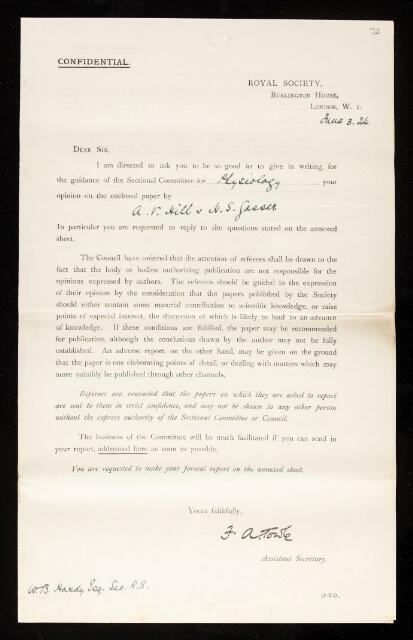 72
CONFIDENTIAL.
ROYAL SOCIETY,
BURLINGTON HOUSE,
LONDON, W. 1.
June 3. 24
DEAR SIR,
I am directed to ask you to be so good as to give in writing, for
the guidance of the Sectional Committee for Physiology your
opinion on the enclosed paper by
A. V. Hill & H. S. Gasser
In particular you are requested to reply to the questions stated on the annexed
sheet.
The Council have ordered that the attention of referees shall be drawn to the
fact that the body or bodies authorizing publication are not responsible for the
opinions expressed by authors. The referees should be guided in the expression
of their opinion by the consideration that the papers published by the Society
should either contain some material contribution to scientific knowledge, or raise
points of especial interest, the discussion of which is likely to lead to an advance
of knowledge. If these conditions are fulfilled, the paper may be recommended
for publication, although the conclusions drawn by the author may not be fully
established. An adverse report, on the other hand, may be given on the ground
that the paper is one elaborating points of detail, or dealing with matters which may
more suitably be published through other channels.
Referees are reminded that the papers on which they are asked to report
are sent to them in strict confidence, and may not be shown to any other person
without the express authority of the Sectional Committee or Council.
The business of the Committee will be much facilitated if you can send in
your report, addressed here as soon as possible.
You are requested to make your formal report on the annexed sheet.
Yours faithfully,
F. A. Towle
Assistant Secretary.
W. B. Hardy Esq. Sec R.S.
[P.T.O.